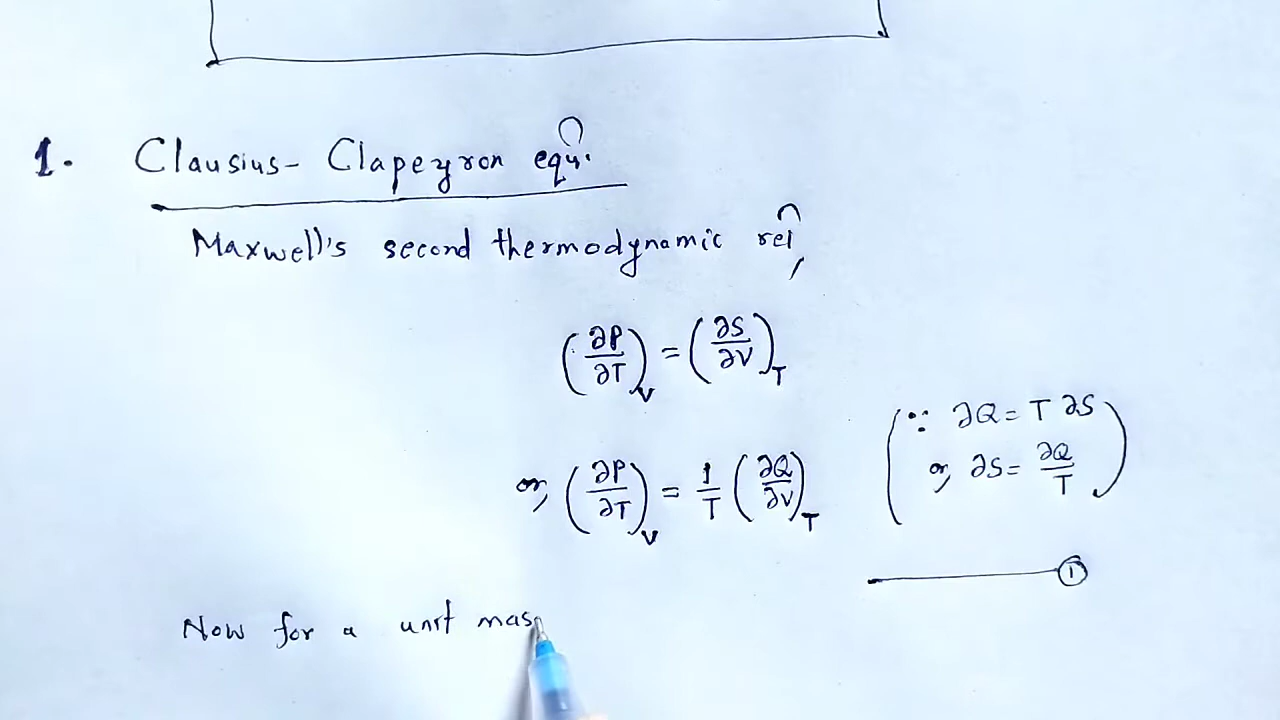 1. Clausius- Clapeyron equn.
Maxwell's second thermodynamic reln,
(∂P/∂T)_V = (∂S/∂V)_T
(∵ ∂Q = T ∂S
or, ∂S = ∂Q/T)
or, (∂P/∂T)_V = 1/T (∂Q/∂V)_T
①
Now for a unit mas